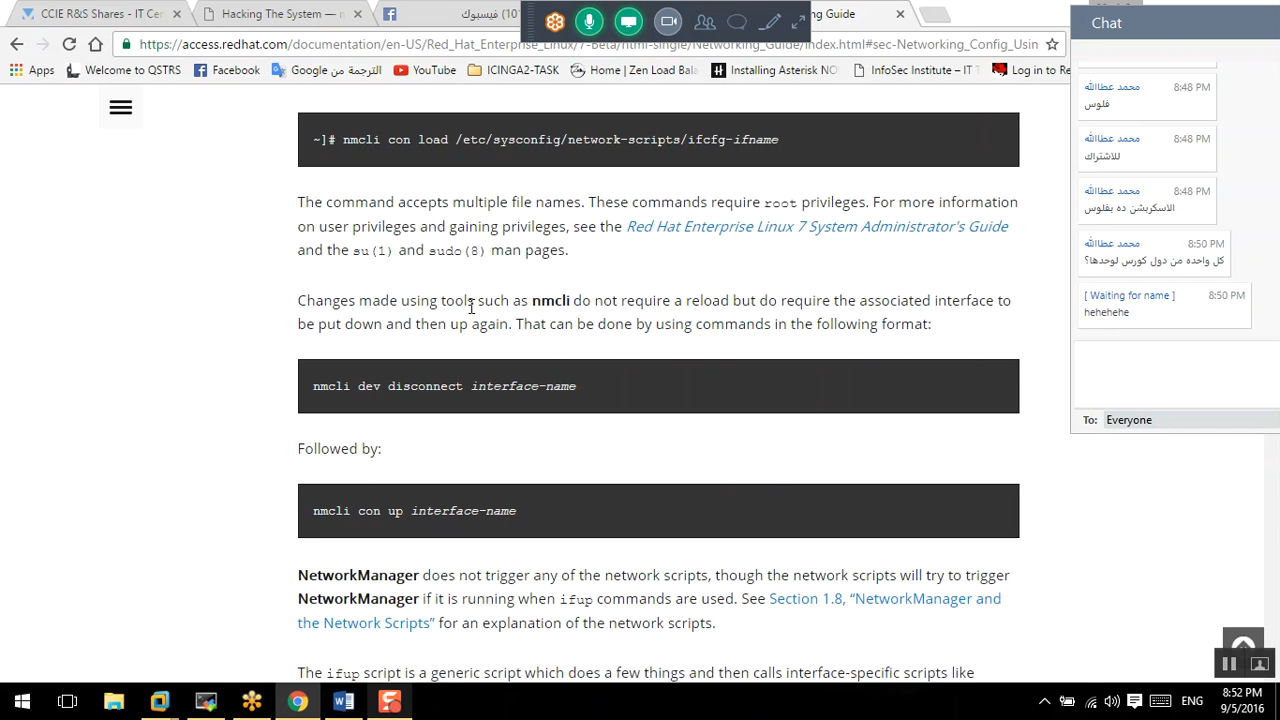 CCIE R&S Shares - IT Cen
Hacking The System — m
فيسبوك (10
ng Guide
https://access.redhat.com/documentation/en-US/Red_Hat_Enterprise_Linux/7-Beta/html-single/Networking_Guide/index.html#sec-Networking_Config_Usin
Apps
Welcome to QSTRS
Facebook
الترجمة من Google
YouTube
ICINGA2-TASK
Home | Zen Load Bala
Installing Asterisk NO
InfoSec Institute – IT T
Log in to Re
~]# nmcli con load /etc/sysconfig/network-scripts/ifcfg-ifname
The command accepts multiple file names. These commands require root privileges. For more information
on user privileges and gaining privileges, see the Red Hat Enterprise Linux 7 System Administrator's Guide
and the su(1) and sudo(8) man pages.
Changes made using tools such as nmcli do not require a reload but do require the associated interface to
be put down and then up again. That can be done by using commands in the following format:
nmcli dev disconnect interface-name
Followed by:
nmcli con up interface-name
NetworkManager does not trigger any of the network scripts, though the network scripts will try to trigger
NetworkManager if it is running when ifup commands are used. See Section 1.8, “NetworkManager and
the Network Scripts” for an explanation of the network scripts.
The ifup script is a generic script which does a few things and then calls interface-specific scripts like
Chat
محمد عطاالله 8:48 PM
فلوس
محمد عطاالله 8:48 PM
للاشتراك
محمد عطاالله 8:48 PM
الاسكربشن ده بفلوس
محمد عطاالله 8:50 PM
كل واحده من دول كورس لوحدها؟
[ Waiting for name ] 8:50 PM
hehehehe
To: Everyone
ENG
8:52 PM
9/5/2016